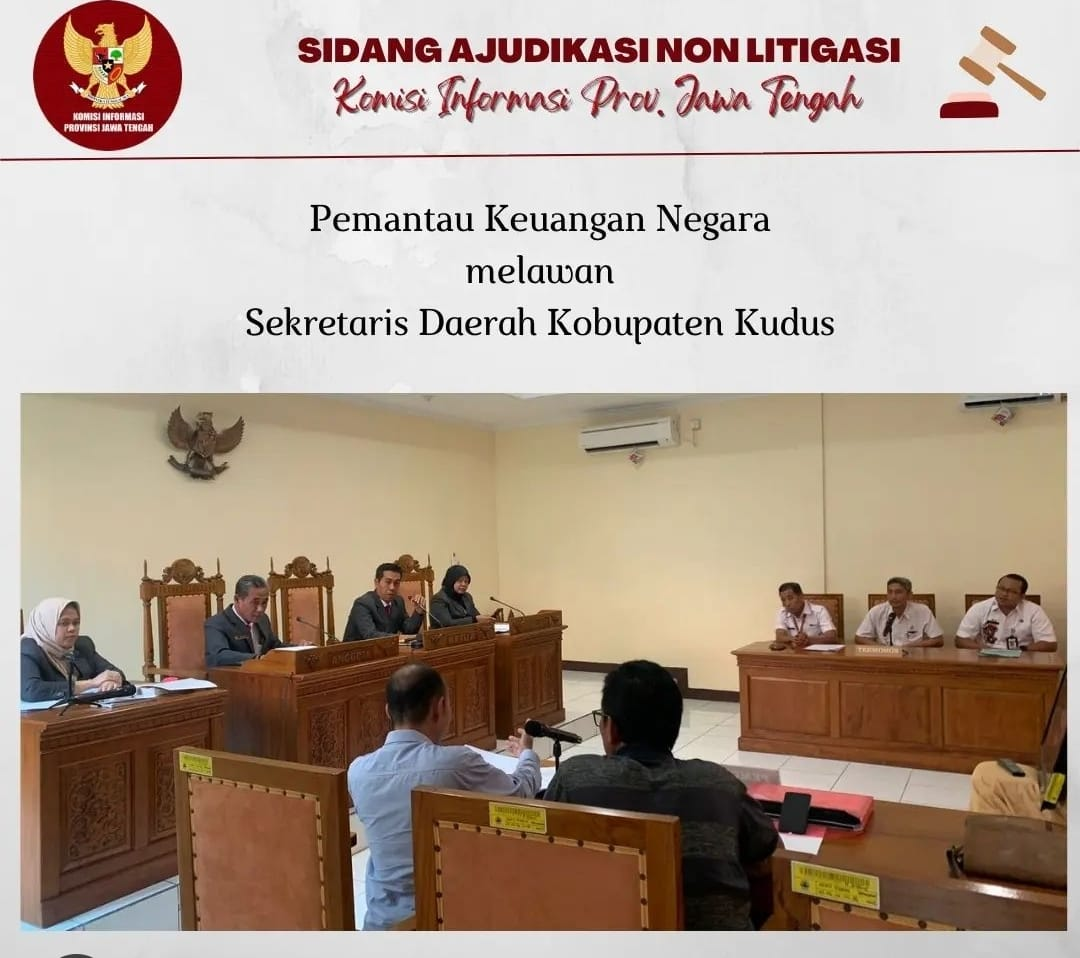 KOMISI INFORMASI
PROVINSI JAWA TENGAH
SIDANG AJUDIKASI NON LITIGASI
Komisi Informasi Prov. Jawa Tengah
Pemantau Keuangan Negara
melawan
Sekretaris Daerah Kobupaten Kudus
ANGGOTA
KETUA
TERMOHON